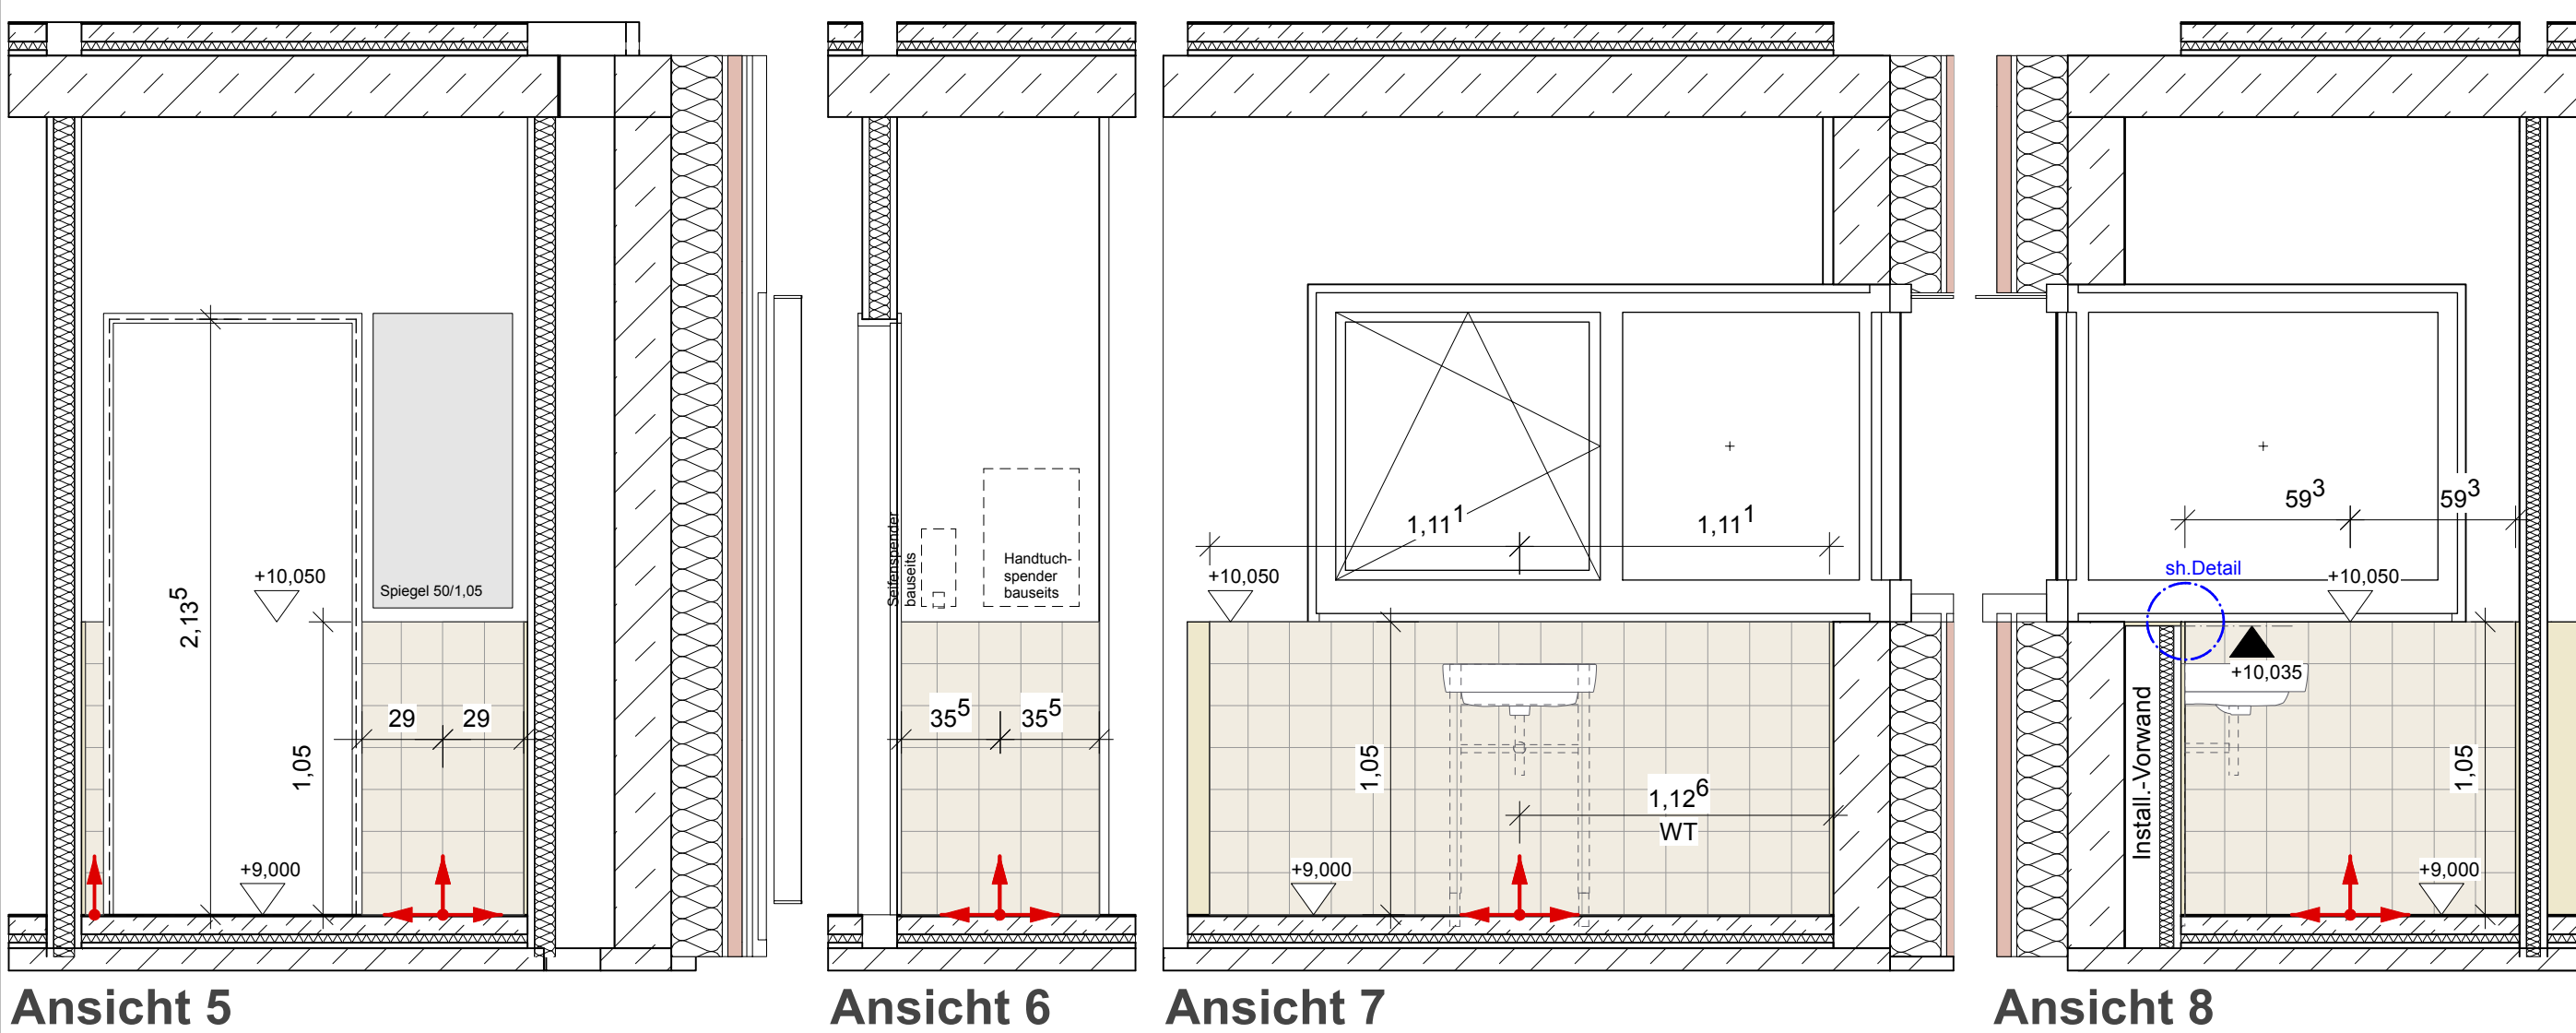 2,13⁵
+10,050
Spiegel 50/1,05
29
29
1,05
+9,000
Ansicht 5
Seifenspender
bauseits
Handtuch-
spender
bauseits
35⁵
35⁵
Ansicht 6
1,11¹
1,11¹
+10,050
1,05
1,12⁶
WT
+9,000
Ansicht 7
59³
59³
sh.Detail
+10,050
+10,035
Install.-Vorwand
1,05
+9,000
Ansicht 8